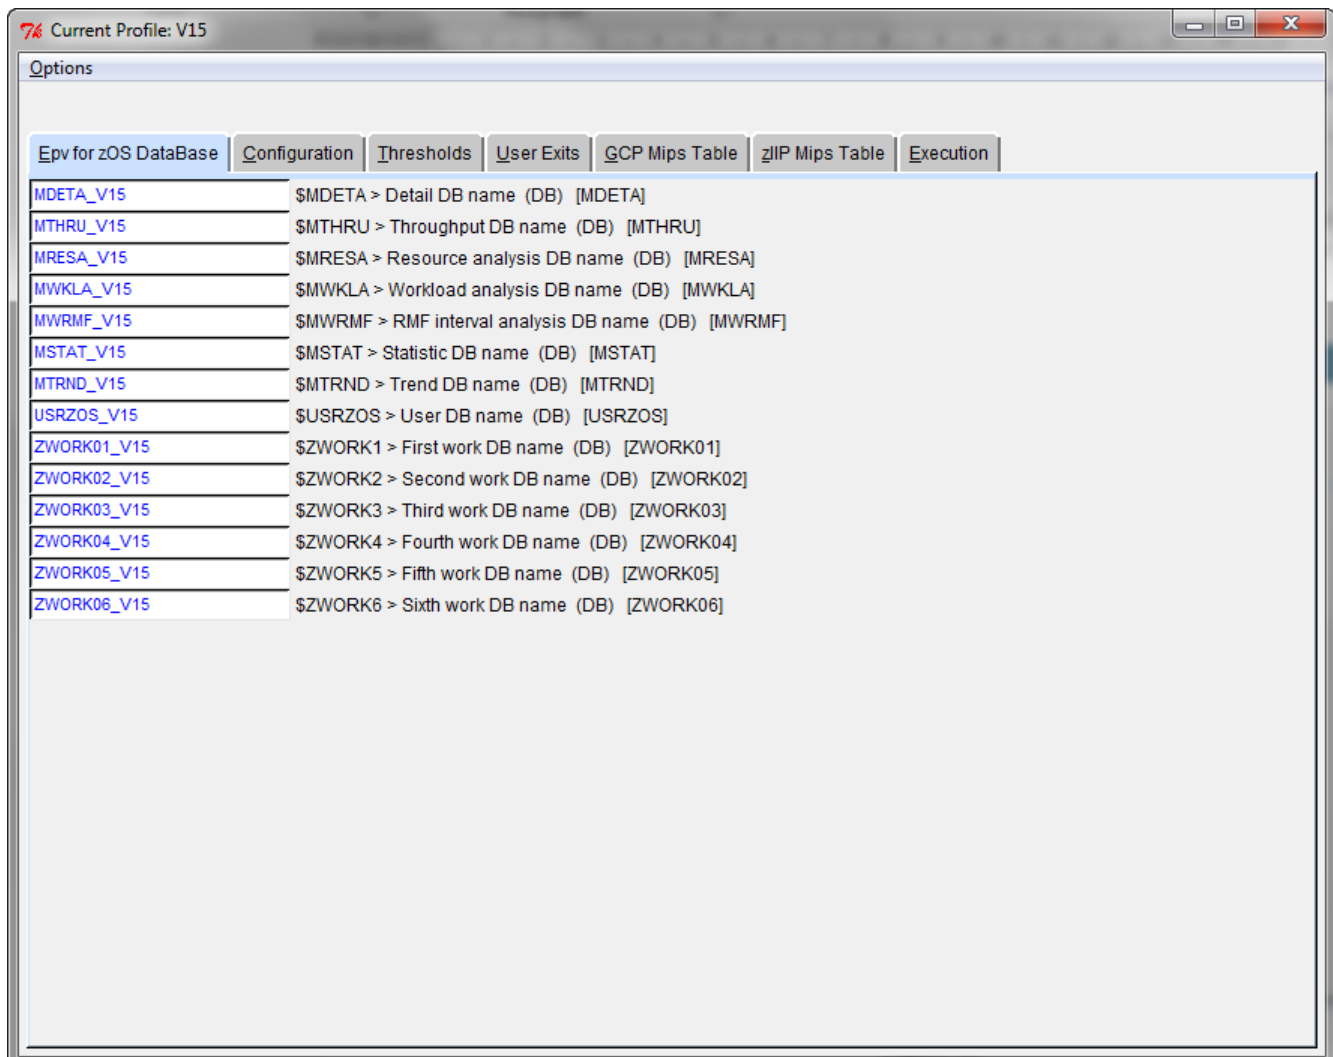 Current Profile: V15
Options
Epv for zOS DataBase Configuration Thresholds User Exits GCP Mips Table zIIP Mips Table Execution
MDETA_V15 $MDETA > Detail DB name (DB) [MDETA]
MTHRU_V15 $MTHRU > Throughput DB name (DB) [MTHRU]
MRESA_V15 $MRESA > Resource analysis DB name (DB) [MRESA]
MWKLA_V15 $MWKLA > Workload analysis DB name (DB) [MWKLA]
MWRMF_V15 $MWRMF > RMF interval analysis DB name (DB) [MWRMF]
MSTAT_V15 $MSTAT > Statistic DB name (DB) [MSTAT]
MTRND_V15 $MTRND > Trend DB name (DB) [MTRND]
USRZOS_V15 $USRZOS > User DB name (DB) [USRZOS]
ZWORK01_V15 $ZWORK1 > First work DB name (DB) [ZWORK01]
ZWORK02_V15 $ZWORK2 > Second work DB name (DB) [ZWORK02]
ZWORK03_V15 $ZWORK3 > Third work DB name (DB) [ZWORK03]
ZWORK04_V15 $ZWORK4 > Fourth work DB name (DB) [ZWORK04]
ZWORK05_V15 $ZWORK5 > Fifth work DB name (DB) [ZWORK05]
ZWORK06_V15 $ZWORK6 > Sixth work DB name (DB) [ZWORK06]